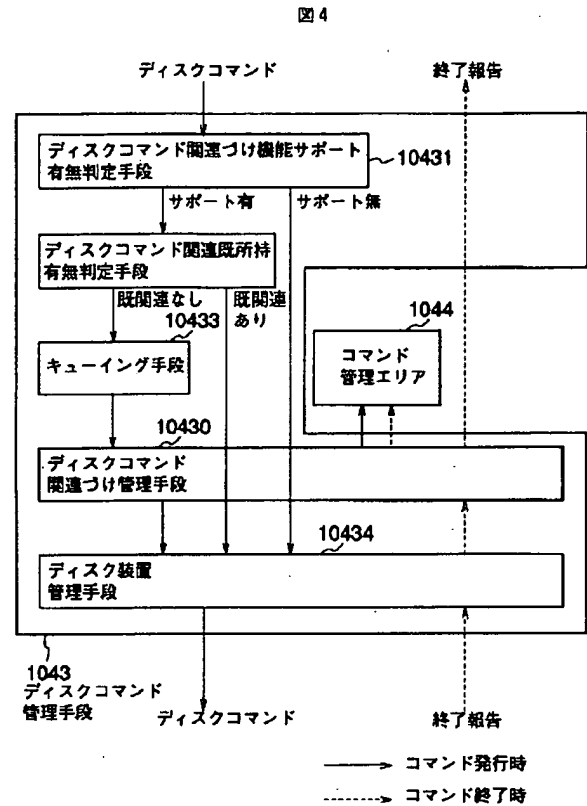 図4
ディスクコマンド
終了報告
ディスクコマンド関連づけ機能サポート
有無判定手段
10431
サポート有
サポート無
ディスクコマンド関連既所持
有無判定手段
既関連なし
既関連
あり
10433
1044
キューイング手段
コマンド
管理エリア
10430
ディスクコマンド
関連づけ管理手段
10434
ディスク装置
管理手段
1043
ディスクコマンド
管理手段
ディスクコマンド
終了報告
コマンド発行時
コマンド終了時